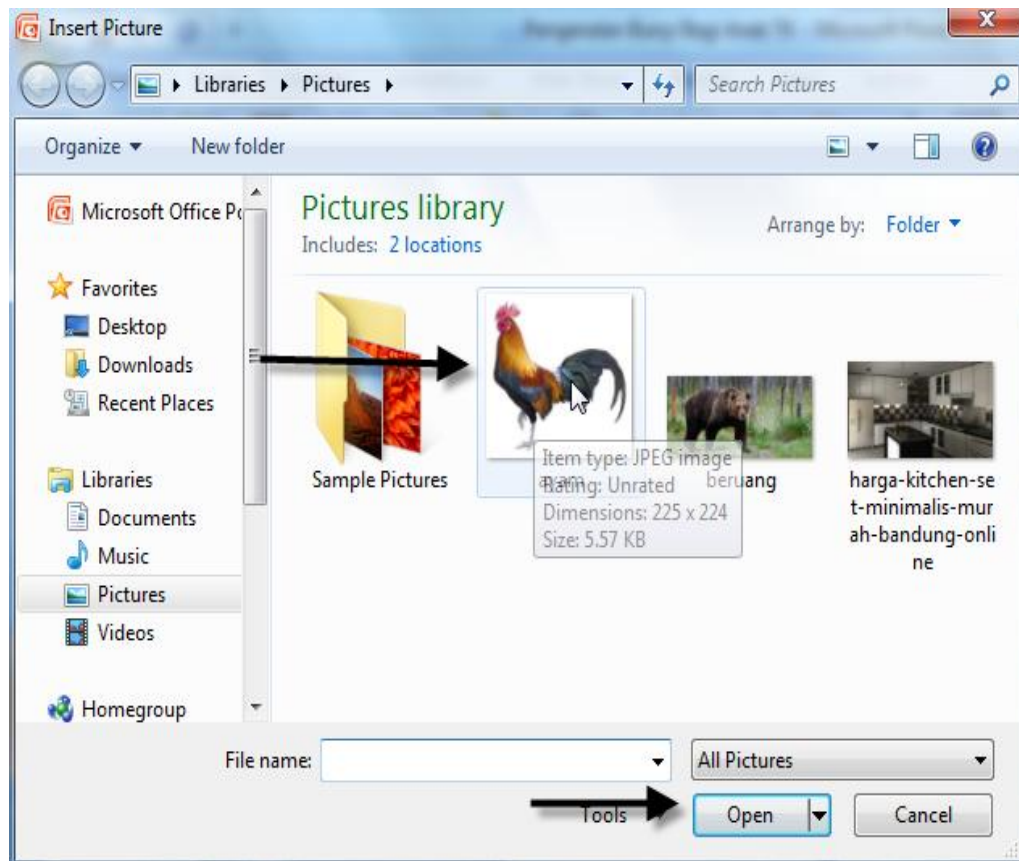 Insert Picture
Libraries
Pictures
Search Pictures
Organize
New folder
Microsoft Office
Favorites
Desktop
Downloads
Recent Places
Libraries
Documents
Music
Pictures
Videos
Homegroup
Pictures library
Includes: 2 locations
Arrange by: Folder
Sample Pictures
ayam
Item type: JPEG image
Rating: Unrated
Dimensions: 225 x 224
Size: 5.57 KB
beruang
harga-kitchen-se
t-minimalis-mur
ah-bandung-onli
ne
File name:
All Pictures
Tools
Open
Cancel